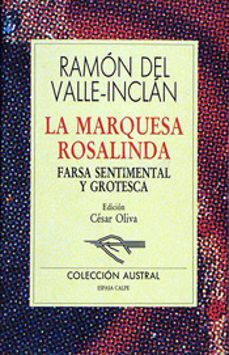 RAMÓN DEL
VALLE-INCLÁN
LA MARQUESA
ROSALINDA
FARSA SENTIMENTAL
Y GROTESCA
Edición
César Oliva
COLECCIÓN AUSTRAL
ESPASA CALPE